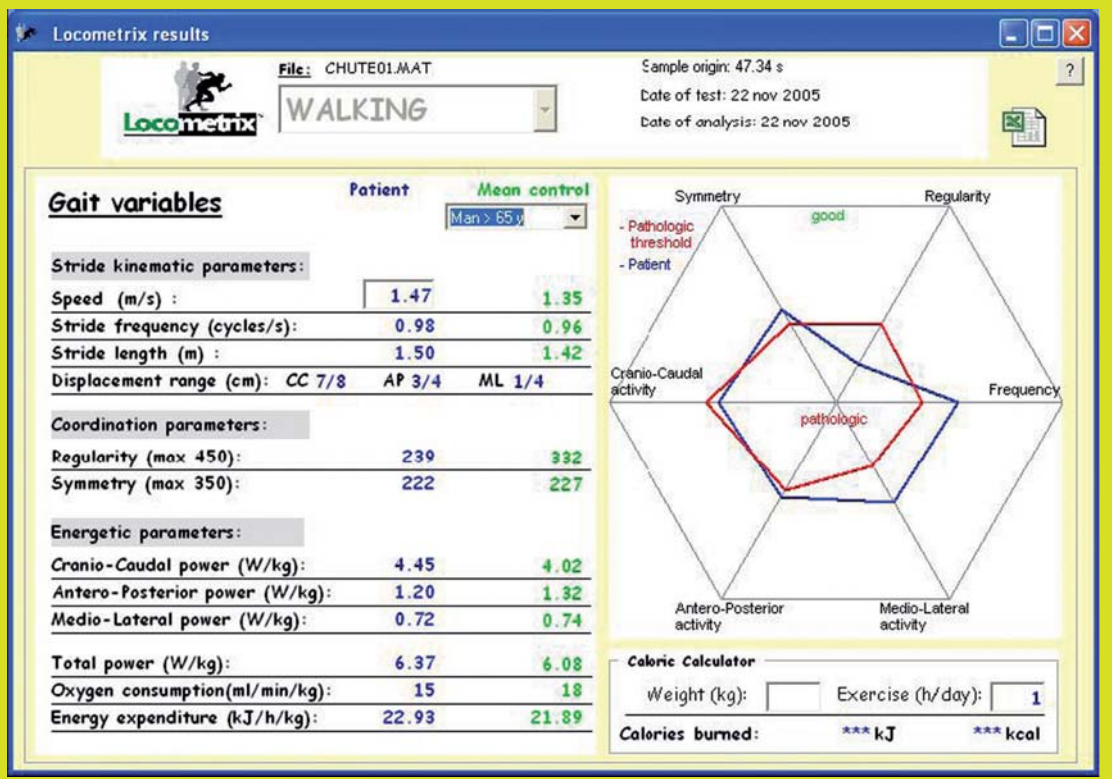 Locometrix results
File: CHUTE01.MAT
WALKING
Locometrix
Sample origin: 47.34 s
Date of test: 22 nov 2005
Date of analysis: 22 nov 2005
?
Gait variables
Patient
Mean control
Man > 65 y
Stride kinematic parameters:
Speed (m/s) : 1.47 1.35
Stride frequency (cycles/s): 0.98 0.96
Stride length (m) : 1.50 1.42
Displacement range (cm): CC 7/8 AP 3/4 ML 1/4
Coordination parameters:
Regularity (max 450): 239 332
Symmetry (max 350): 222 227
Energetic parameters:
Cranio-Caudal power (W/kg): 4.45 4.02
Antero-Posterior power (W/kg): 1.20 1.32
Medio-Lateral power (W/kg): 0.72 0.74
Total power (W/kg): 6.37 6.08
Oxygen consumption(ml/min/kg): 15 18
Energy expenditure (kJ/h/kg): 22.93 21.89
Symmetry
Regularity
good
- Pathologic
threshold
- Patient
Cranio-Caudal
activity
Frequency
pathologic
Antero-Posterior
activity
Medio-Lateral
activity
Caloric Calculator
Weight (kg): Exercise (h/day): 1
Calories burned: *** kJ *** kcal